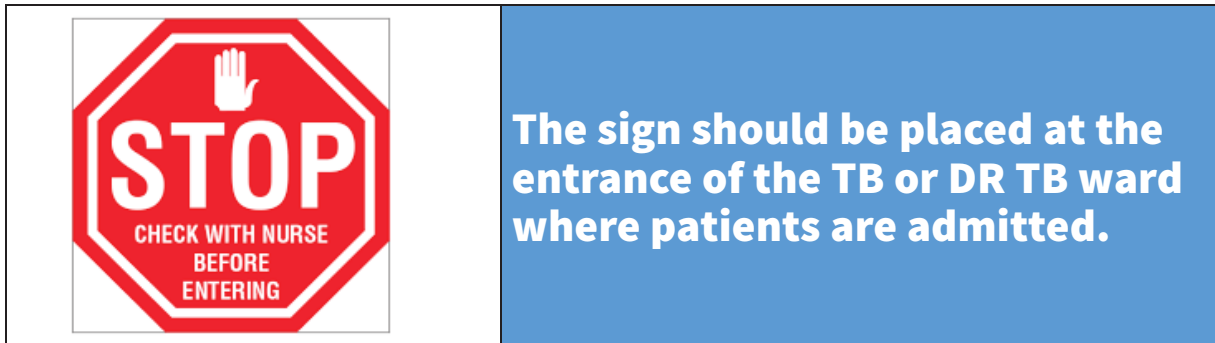 STOP
CHECK WITH NURSE
BEFORE
ENTERING
The sign should be placed at the
entrance of the TB or DR TB ward
where patients are admitted.